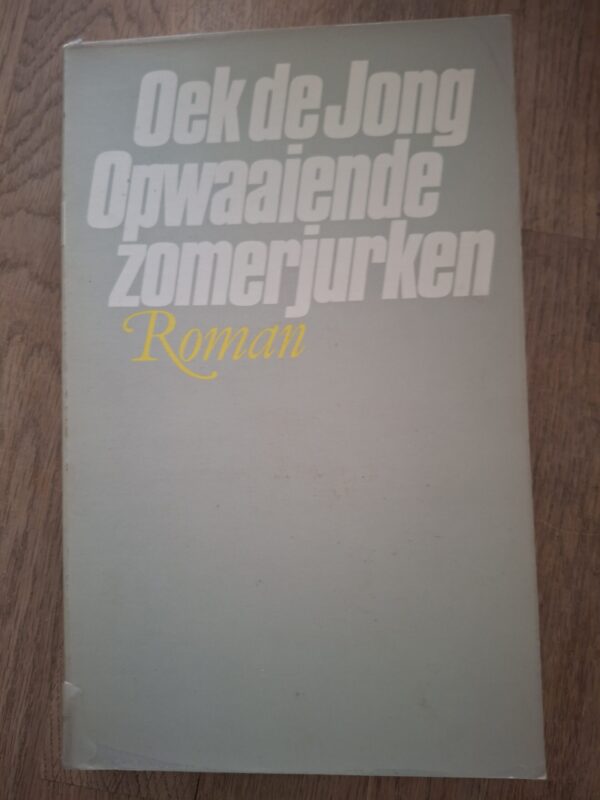 Oek de Jong
Opwaaiende
zomerjurken
Roman